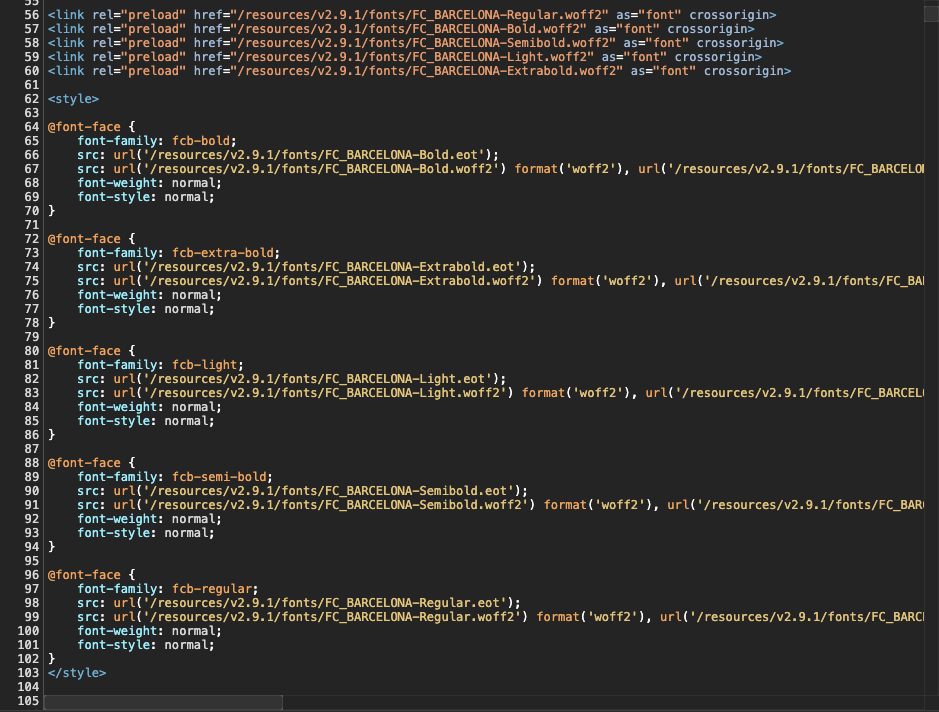 55
56 <link rel="preload" href="/resources/v2.9.1/fonts/FC_BARCELONA-Regular.woff2" as="font" crossorigin>
57 <link rel="preload" href="/resources/v2.9.1/fonts/FC_BARCELONA-Bold.woff2" as="font" crossorigin>
58 <link rel="preload" href="/resources/v2.9.1/fonts/FC_BARCELONA-Semibold.woff2" as="font" crossorigin>
59 <link rel="preload" href="/resources/v2.9.1/fonts/FC_BARCELONA-Light.woff2" as="font" crossorigin>
60 <link rel="preload" href="/resources/v2.9.1/fonts/FC_BARCELONA-Extrabold.woff2" as="font" crossorigin>
61
62 <style>
63
64 @font-face {
65     font-family: fcb-bold;
66     src: url('/resources/v2.9.1/fonts/FC_BARCELONA-Bold.eot');
67     src: url('/resources/v2.9.1/fonts/FC_BARCELONA-Bold.woff2') format('woff2'), url('/resources/v2.9.1/fonts/FC_BARCELO
68     font-weight: normal;
69     font-style: normal;
70 }
71
72 @font-face {
73     font-family: fcb-extra-bold;
74     src: url('/resources/v2.9.1/fonts/FC_BARCELONA-Extrabold.eot');
75     src: url('/resources/v2.9.1/fonts/FC_BARCELONA-Extrabold.woff2') format('woff2'), url('/resources/v2.9.1/fonts/FC_BA
76     font-weight: normal;
77     font-style: normal;
78 }
79
80 @font-face {
81     font-family: fcb-light;
82     src: url('/resources/v2.9.1/fonts/FC_BARCELONA-Light.eot');
83     src: url('/resources/v2.9.1/fonts/FC_BARCELONA-Light.woff2') format('woff2'), url('/resources/v2.9.1/fonts/FC_BARCEL
84     font-weight: normal;
85     font-style: normal;
86 }
87
88 @font-face {
89     font-family: fcb-semi-bold;
90     src: url('/resources/v2.9.1/fonts/FC_BARCELONA-Semibold.eot');
91     src: url('/resources/v2.9.1/fonts/FC_BARCELONA-Semibold.woff2') format('woff2'), url('/resources/v2.9.1/fonts/FC_BAR
92     font-weight: normal;
93     font-style: normal;
94 }
95
96 @font-face {
97     font-family: fcb-regular;
98     src: url('/resources/v2.9.1/fonts/FC_BARCELONA-Regular.eot');
99     src: url('/resources/v2.9.1/fonts/FC_BARCELONA-Regular.woff2') format('woff2'), url('/resources/v2.9.1/fonts/FC_BARC
100     font-weight: normal;
101     font-style: normal;
102 }
103 </style>
104
105